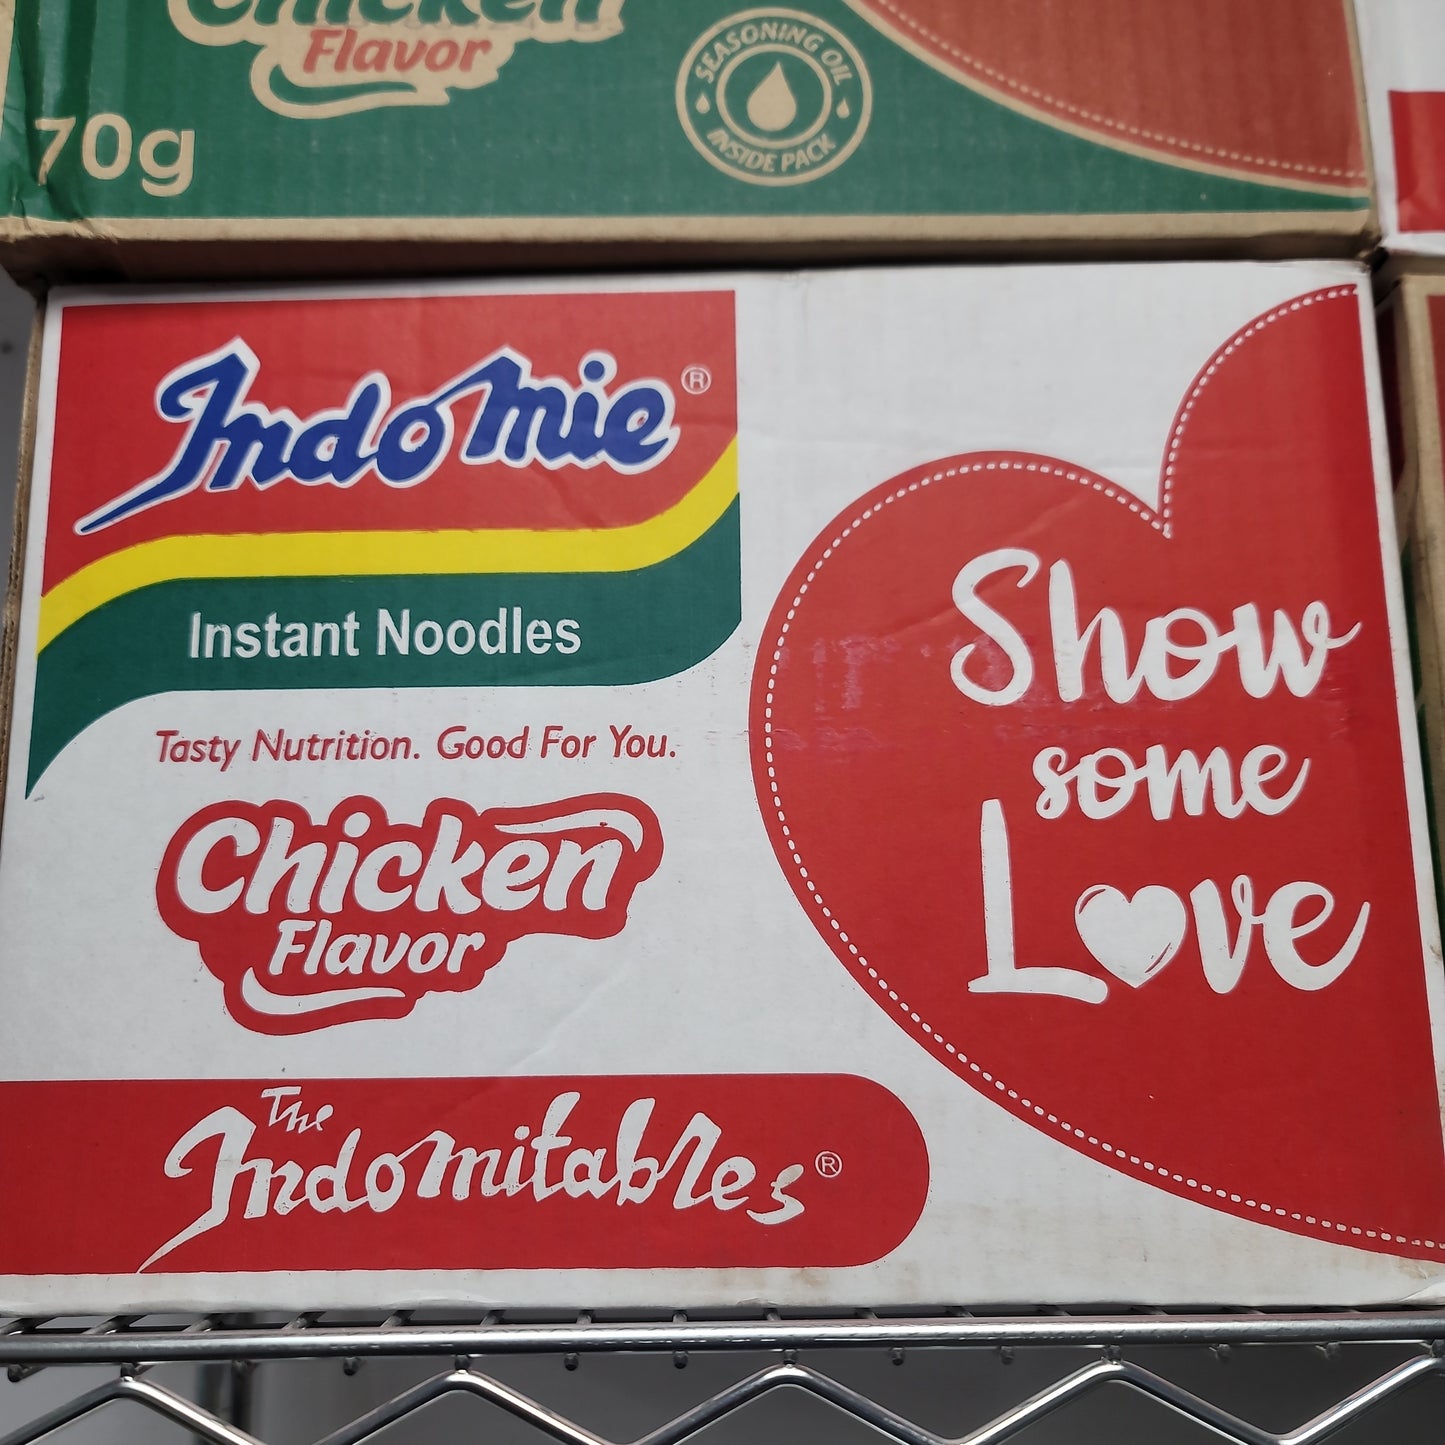 Chicken
Flavor
70g
SEASONING OIL
INSIDE PACK
Indomie®
Instant Noodles
Tasty Nutrition. Good For You.
Chicken
Flavor
The
Indomitables®
Show
some
Love